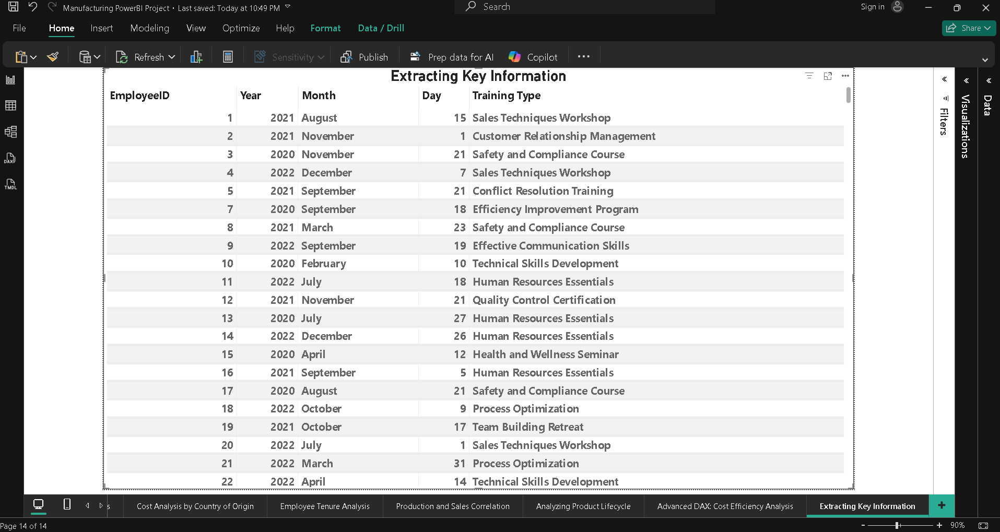 Manufacturing PowerBI Project • Last saved: Today at 10:49 PM
Search
Sign in
File Home Insert Modeling View Optimize Help Format Data / Drill
Share
Refresh Sensitivity Publish Prep data for AI Copilot
Extracting Key Information
EmployeeID Year Month Day Training Type
1 2021 August 15 Sales Techniques Workshop
2 2021 November 1 Customer Relationship Management
3 2020 November 21 Safety and Compliance Course
4 2022 December 7 Sales Techniques Workshop
5 2021 September 21 Conflict Resolution Training
7 2020 September 18 Efficiency Improvement Program
8 2021 March 23 Safety and Compliance Course
9 2022 September 19 Effective Communication Skills
10 2020 February 10 Technical Skills Development
11 2022 July 18 Human Resources Essentials
12 2021 November 21 Quality Control Certification
13 2020 July 27 Human Resources Essentials
14 2022 December 26 Human Resources Essentials
15 2020 April 12 Health and Wellness Seminar
16 2021 September 5 Human Resources Essentials
17 2020 August 21 Safety and Compliance Course
18 2022 October 9 Process Optimization
19 2021 October 17 Team Building Retreat
20 2022 July 1 Sales Techniques Workshop
21 2022 March 31 Process Optimization
22 2022 April 14 Technical Skills Development
DAX
TMDL
Filters
Visualizations
Data
s Cost Analysis by Country of Origin Employee Tenure Analysis Production and Sales Correlation Analyzing Product Lifecycle Advanced DAX: Cost Efficiency Analysis Extracting Key Information +
Page 14 of 14
- + 90%